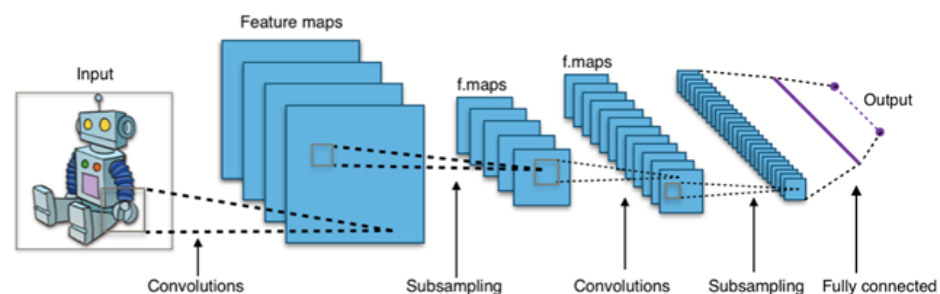 Feature maps
Input
f.maps
f.maps
Output
Convolutions
Subsampling
Convolutions
Subsampling
Fully connected